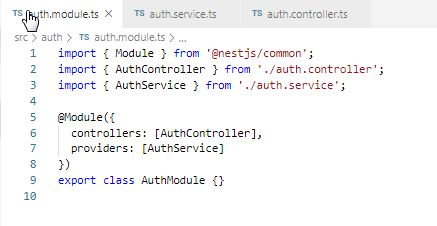 TS auth.module.ts × TS auth.service.ts TS auth.controller.ts
src > auth > TS auth.module.ts > ...
1 import { Module } from '@nestjs/common';
2 import { AuthController } from './auth.controller';
3 import { AuthService } from './auth.service';
4
5 @Module({
6   controllers: [AuthController],
7   providers: [AuthService]
8 })
9 export class AuthModule {}
10